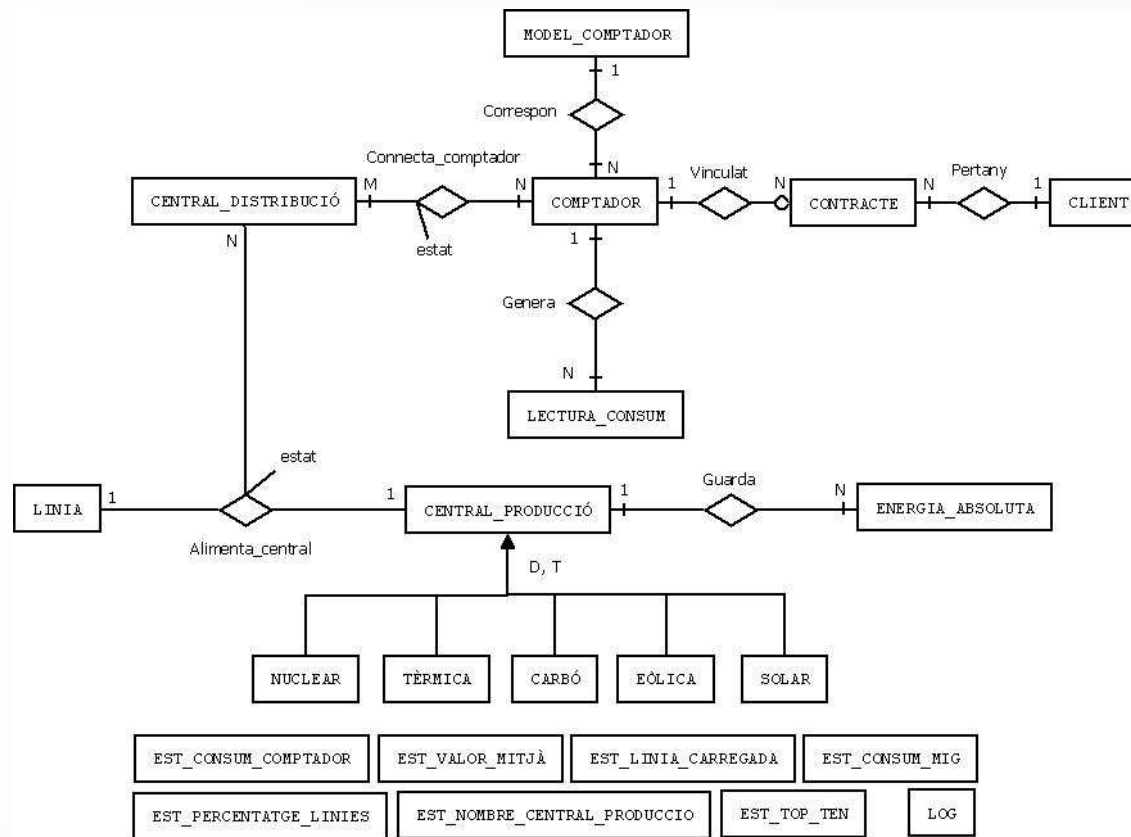 MODEL_COMPTADOR
1
Correspon
Connecta_comptador
N
Vinculat
Pertany
CENTRAL_DISTRIBUCIÓ
M
N
COMPTADOR
1
N
CONTRACTE
N
1
CLIENT
N
estat
1
Genera
N
LECTURA_CONSUM
estat
Guarda
LINIA
1
1
CENTRAL_PRODUCCIÓ
1
N
ENERGIA_ABSOLUTA
Alimenta_central
D, T
NUCLEAR
TÈRMICA
CARBÓ
EÒLICA
SOLAR
EST_CONSUM_COMPTADOR
EST_VALOR_MITJÀ
EST_LINIA_CARREGADA
EST_CONSUM_MIG
EST_PERCENTATGE_LINIES
EST_NOMBRE_CENTRAL_PRODUCCIO
EST_TOP_TEN
LOG